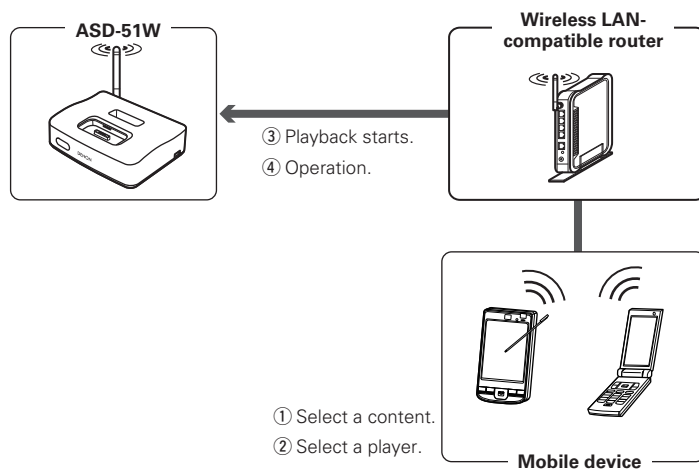 ASD-51W
Wireless LAN-
compatible router
③ Playback starts.
④ Operation.
DENON
① Select a content.
② Select a player.
Mobile device